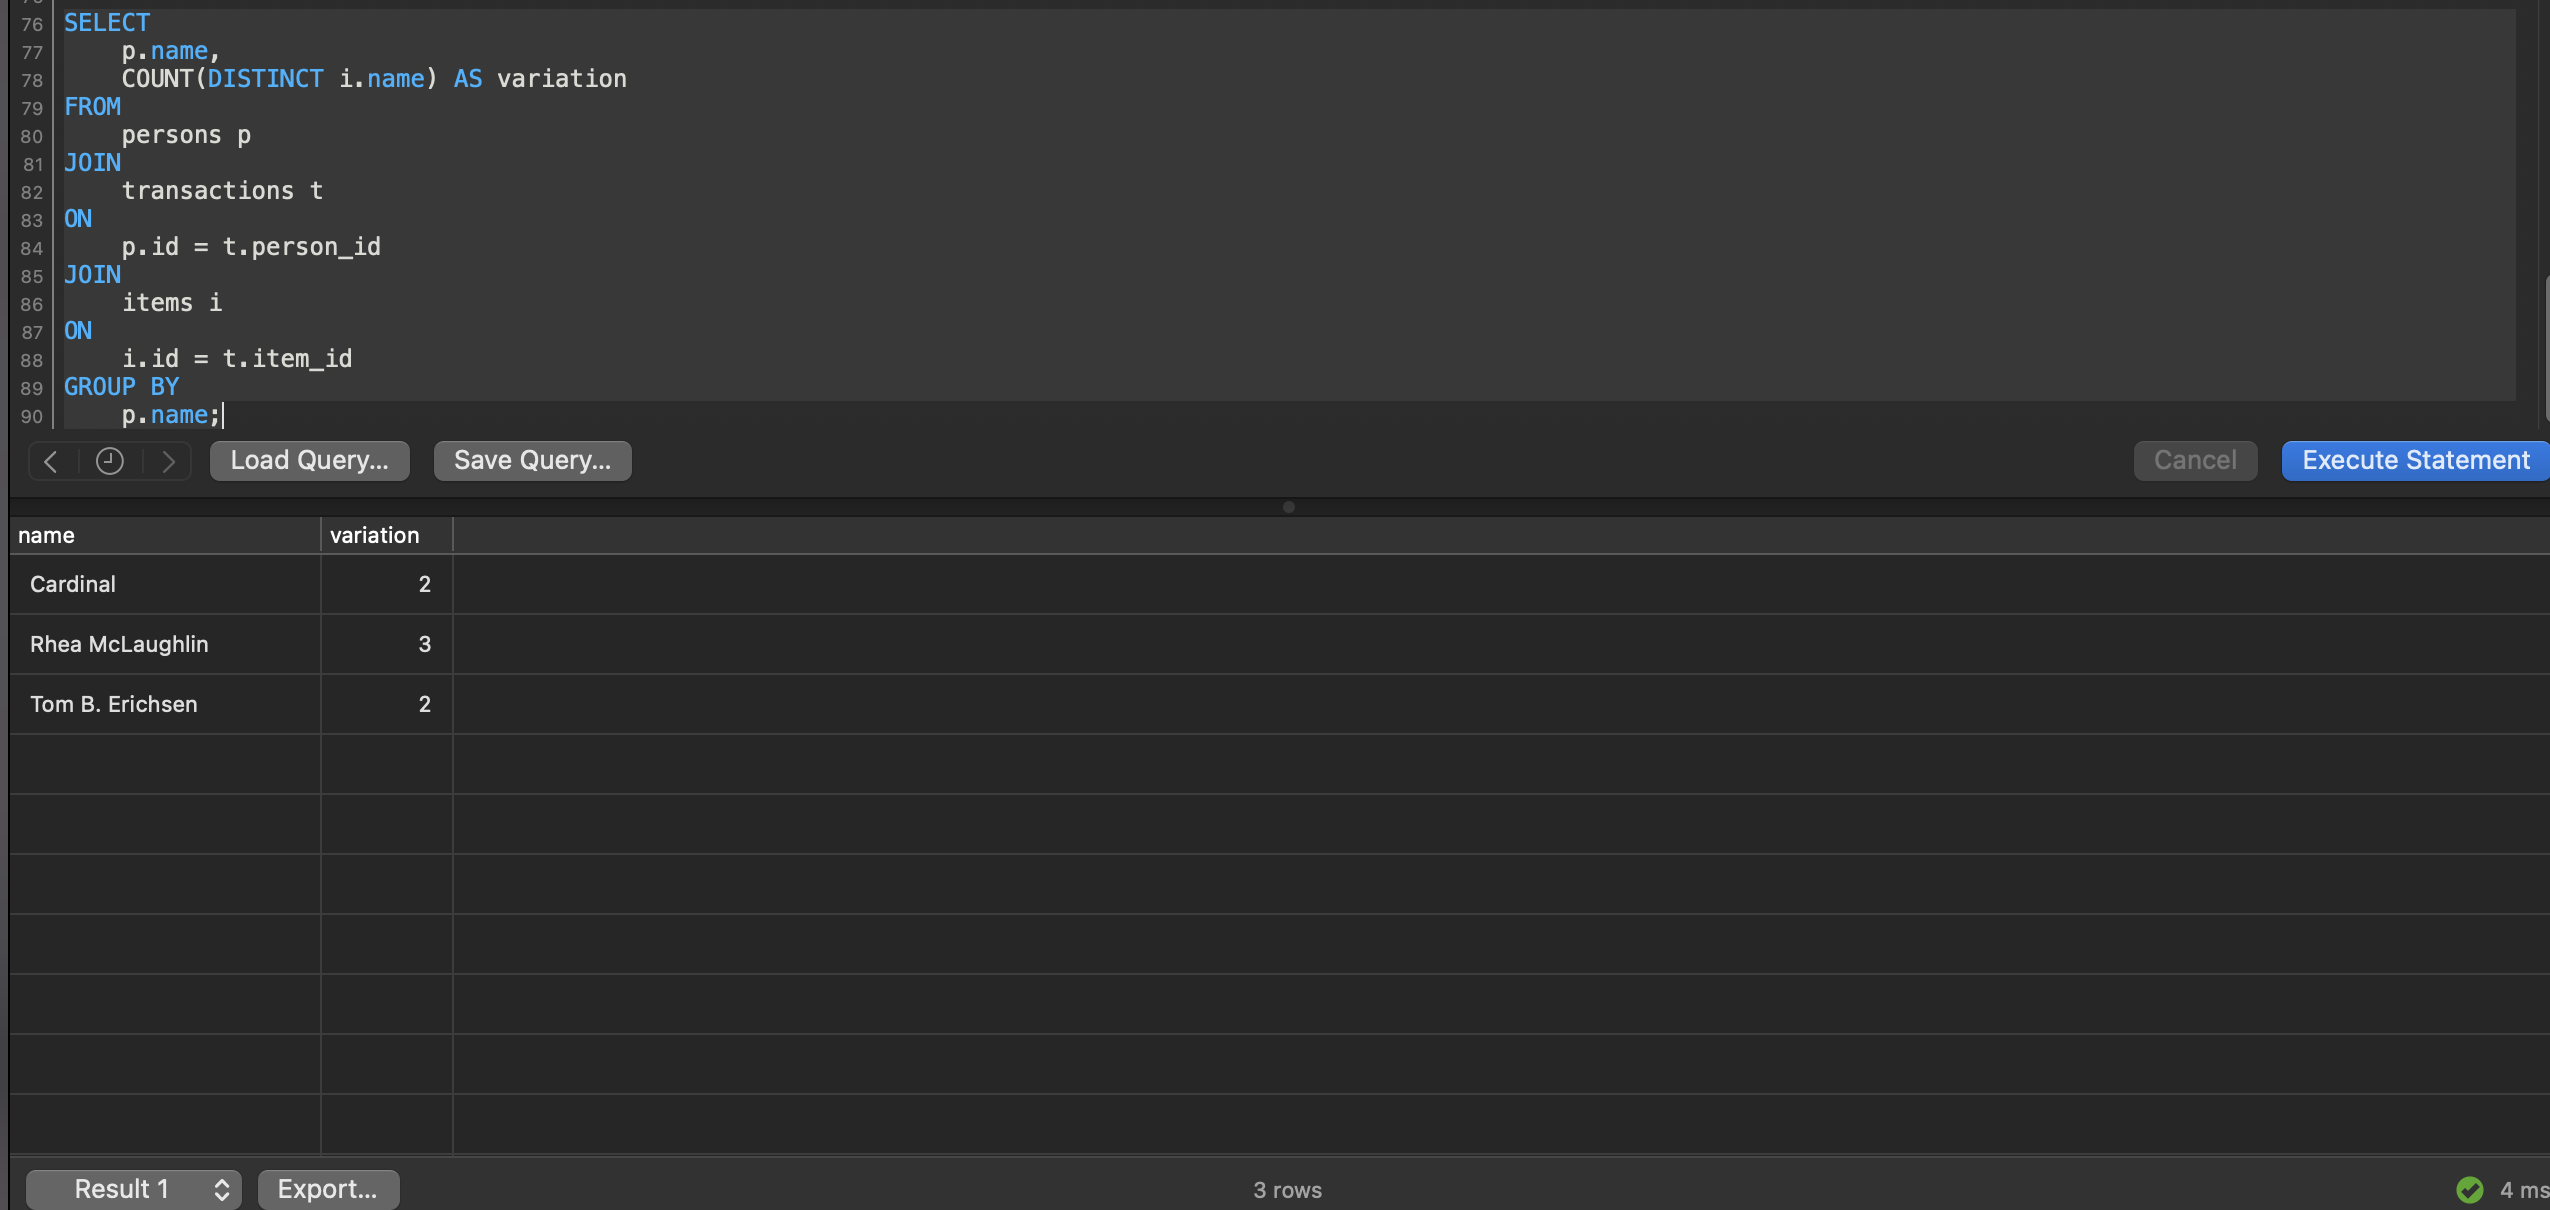 76 SELECT
77 p.name,
78 COUNT(DISTINCT i.name) AS variation
79 FROM
80 persons p
81 JOIN
82 transactions t
83 ON
84 p.id = t.person_id
85 JOIN
86 items i
87 ON
88 i.id = t.item_id
89 GROUP BY
90 p.name;
Load Query... Save Query... Cancel Execute Statement
name variation
Cardinal 2
Rhea McLaughlin 3
Tom B. Erichsen 2
Result 1 Export... 3 rows 4 ms